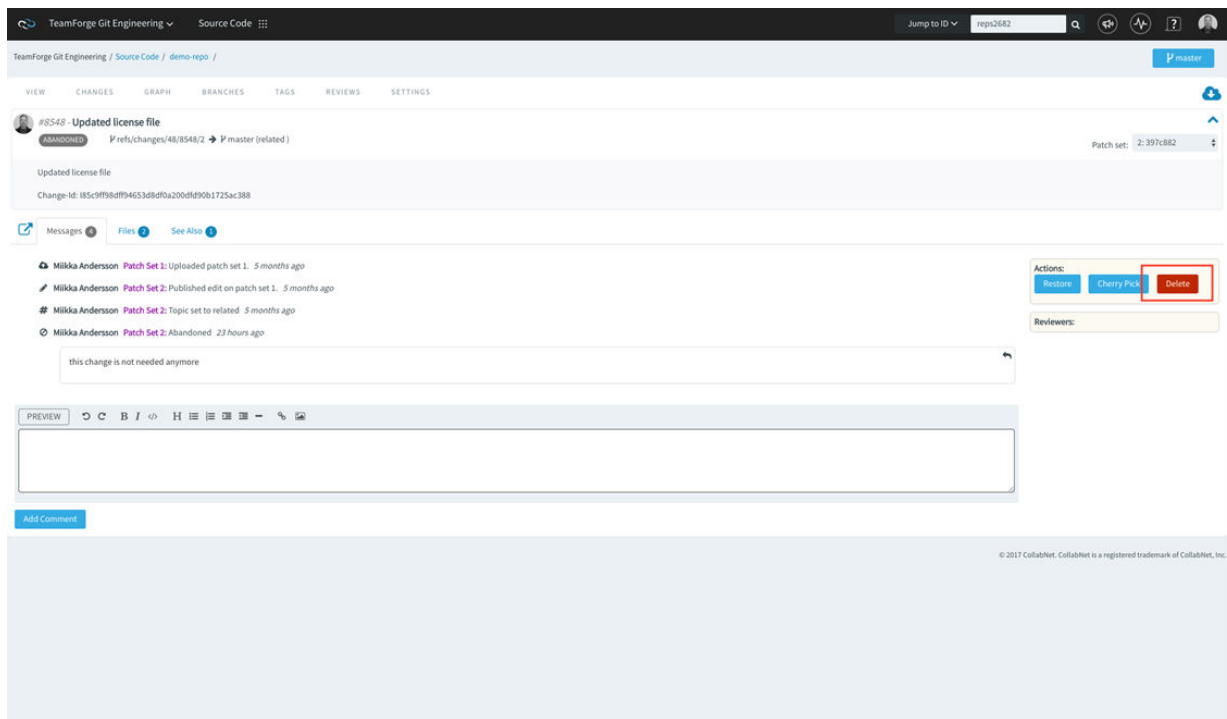 TeamForge Git Engineering Source Code Jump to ID reps2682
TeamForge Git Engineering / Source Code / demo-repo / master
VIEW CHANGES GRAPH BRANCHES TAGS REVIEWS SETTINGS
#8548 - Updated license file
ABANDONED refs/changes/48/8548/2 → master (related ) Patch set: 2: 397c882
Updated license file
Change-Id: I85c9ff98dff94653d8df0a200dfd90b1725ac388
Messages 4 Files 2 See Also 1
Miikka Andersson Patch Set 1: Uploaded patch set 1. 5 months ago
Miikka Andersson Patch Set 2: Published edit on patch set 1. 5 months ago
# Miikka Andersson Patch Set 2: Topic set to related 5 months ago
Miikka Andersson Patch Set 2: Abandoned 23 hours ago
this change is not needed anymore
Actions:
Restore Cherry Pick Delete
Reviewers:
PREVIEW B I </> H
Add Comment
© 2017 CollabNet. CollabNet is a registered trademark of CollabNet, Inc.